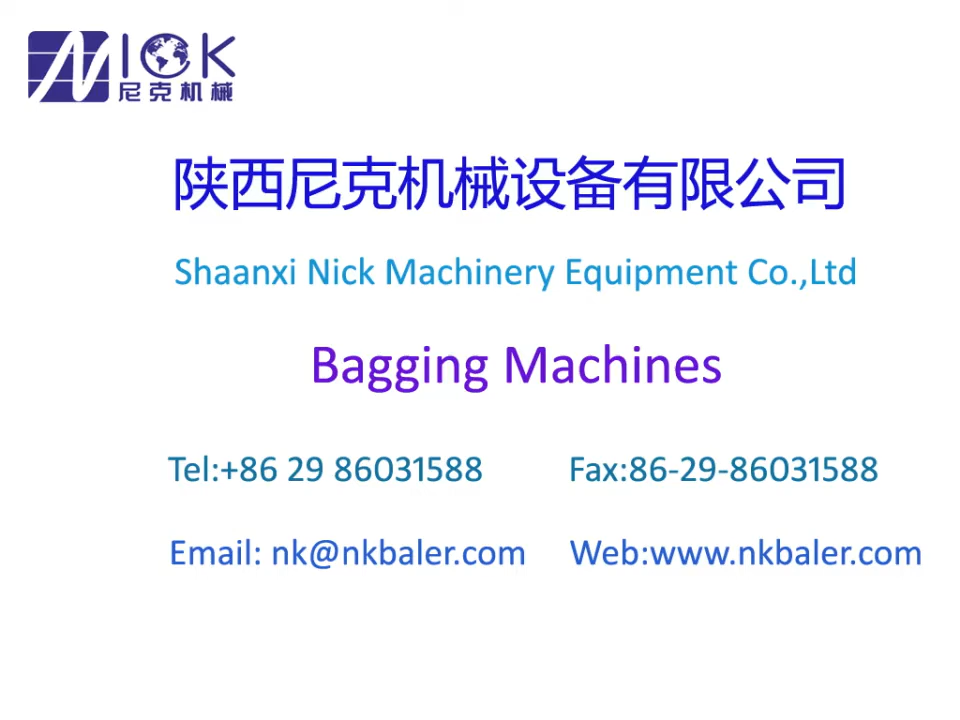 NICK
尼克机械
陕西尼克机械设备有限公司
Shaanxi Nick Machinery Equipment Co.,Ltd
Bagging Machines
Tel:+86 29 86031588 Fax:86-29-86031588
Email: nk@nkbaler.com Web:www.nkbaler.com